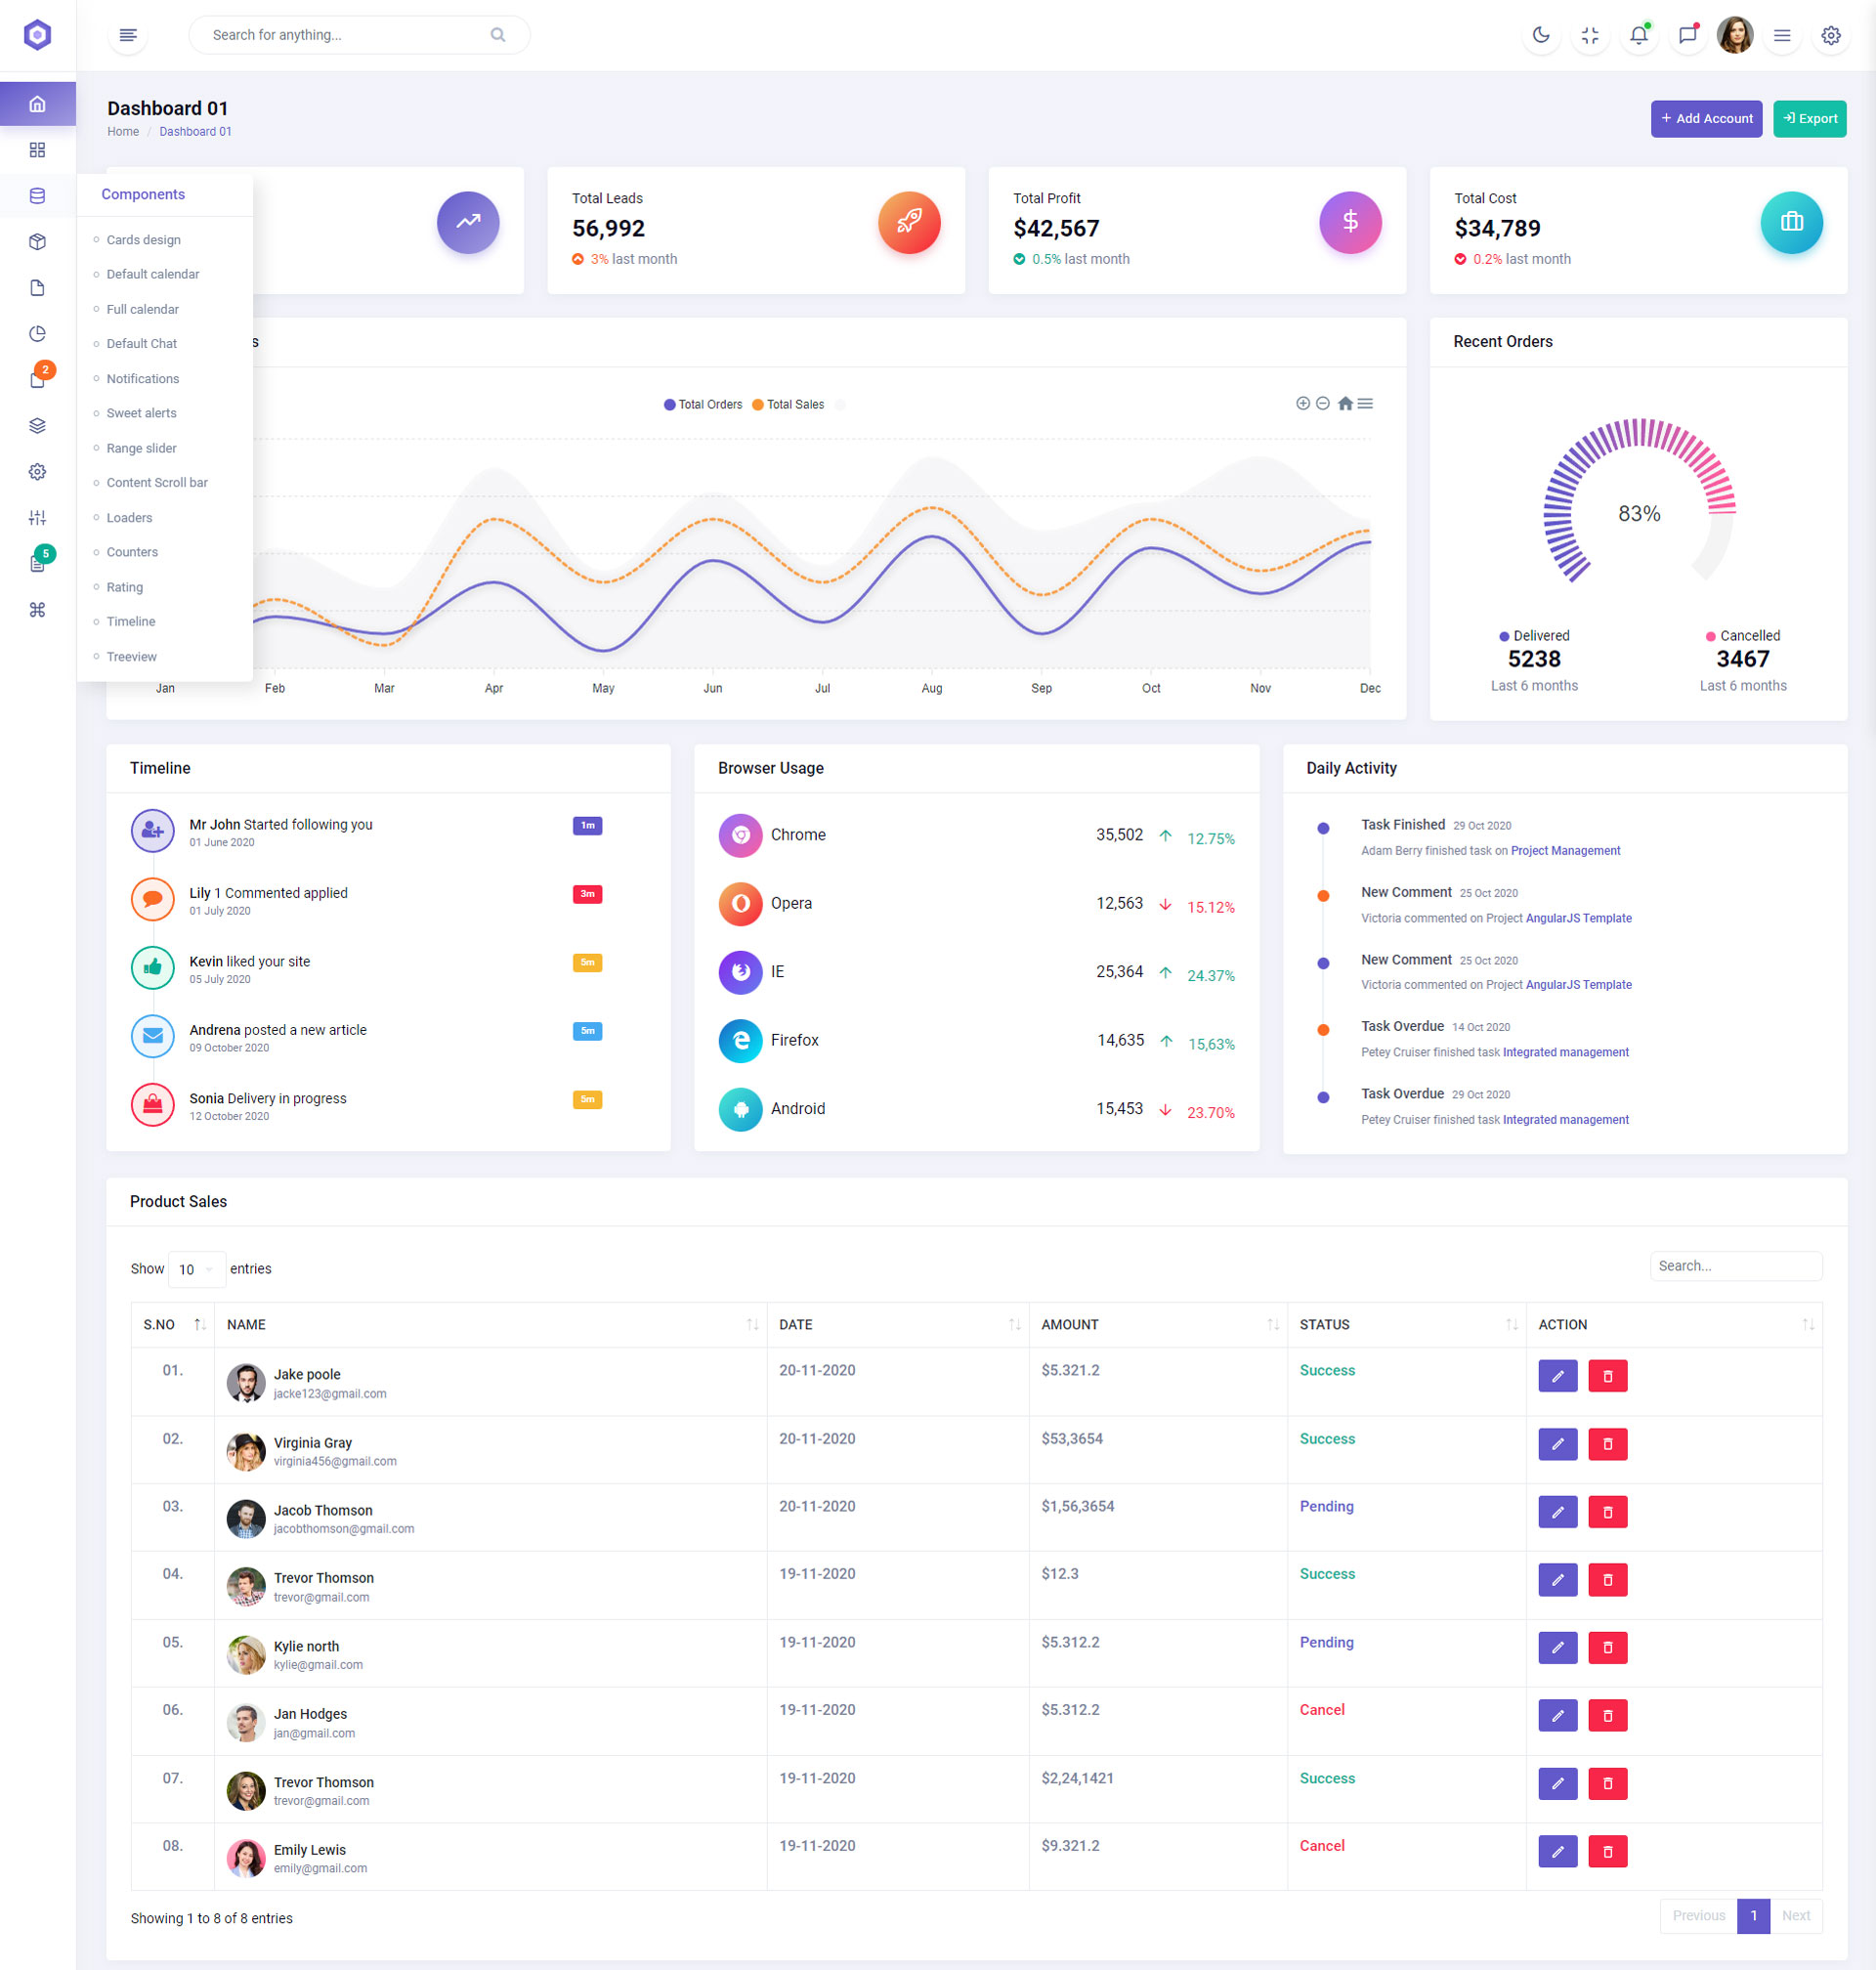 Search for anything...
Dashboard 01
Home / Dashboard 01
+ Add Account
Export
Components
Cards design
Default calendar
Full calendar
Default Chat
Notifications
Sweet alerts
Range slider
Content Scroll bar
Loaders
Counters
Rating
Timeline
Treeview
2
5
Total Leads
56,992
3% last month
Total Profit
$42,567
0.5% last month
Total Cost
$34,789
0.2% last month
s
Total Orders Total Sales
Jan Feb Mar Apr May Jun Jul Aug Sep Oct Nov Dec
Recent Orders
83%
Delivered
5238
Last 6 months
Cancelled
3467
Last 6 months
Timeline
Mr John Started following you 1m
01 June 2020
Lily 1 Commented applied 3m
01 July 2020
Kevin liked your site 5m
05 July 2020
Andrena posted a new article 5m
09 October 2020
Sonia Delivery in progress 5m
12 October 2020
Browser Usage
Chrome 35,502 12.75%
Opera 12,563 15.12%
IE 25,364 24.37%
Firefox 14,635 15,63%
Android 15,453 23.70%
Daily Activity
Task Finished 29 Oct 2020
Adam Berry finished task on Project Management
New Comment 25 Oct 2020
Victoria commented on Project AngularJS Template
New Comment 25 Oct 2020
Victoria commented on Project AngularJS Template
Task Overdue 14 Oct 2020
Petey Cruiser finished task Integrated management
Task Overdue 29 Oct 2020
Petey Cruiser finished task Integrated management
Product Sales
Show 10 entries
Search...
S.NO NAME DATE AMOUNT STATUS ACTION
01. Jake poole 20-11-2020 $5.321.2 Success
jacke123@gmail.com
02. Virginia Gray 20-11-2020 $53,3654 Success
virginia456@gmail.com
03. Jacob Thomson 20-11-2020 $1,56,3654 Pending
jacobthomson@gmail.com
04. Trevor Thomson 19-11-2020 $12.3 Success
trevor@gmail.com
05. Kylie north 19-11-2020 $5.312.2 Pending
kylie@gmail.com
06. Jan Hodges 19-11-2020 $5.312.2 Cancel
jan@gmail.com
07. Trevor Thomson 19-11-2020 $2,24,1421 Success
trevor@gmail.com
08. Emily Lewis 19-11-2020 $9.321.2 Cancel
emily@gmail.com
Showing 1 to 8 of 8 entries
Previous 1 Next